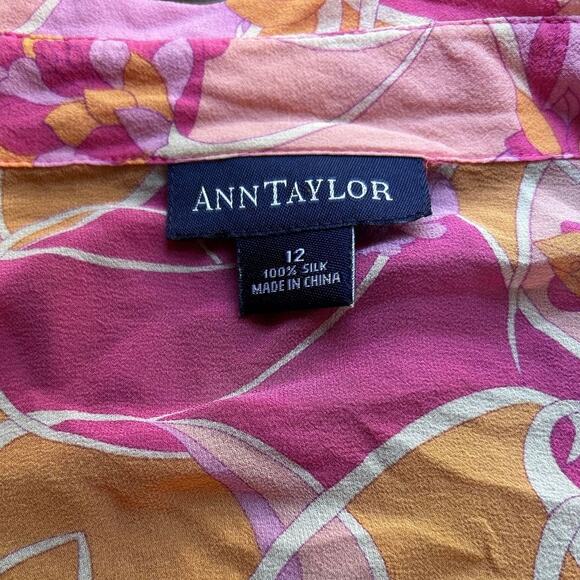 ANNTAYLOR
12
100% SILK
MADE IN CHINA